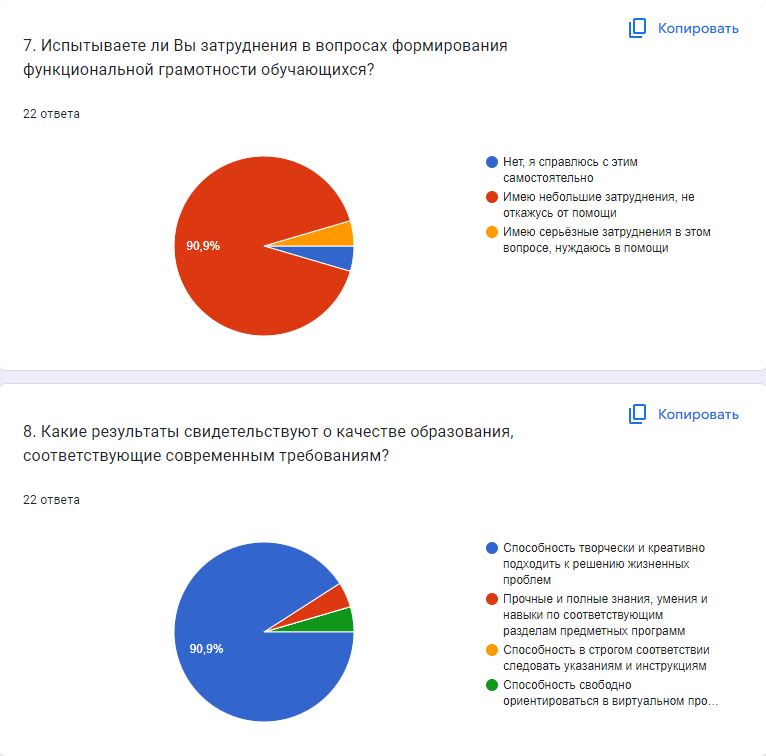 Копировать
7. Испытываете ли Вы затруднения в вопросах формирования
функциональной грамотности обучающихся?
22 ответа
90,9%
Нет, я справлюсь с этим
самостоятельно
Имею небольшие затруднения, не
откажусь от помощи
Имею серьёзные затруднения в этом
вопросе, нуждаюсь в помощи
Копировать
8. Какие результаты свидетельствуют о качестве образования,
соответствующие современным требованиям?
22 ответа
90,9%
Способность творчески и креативно
подходить к решению жизненных
проблем
Прочные и полные знания, умения и
навыки по соответствующим
разделам предметных программ
Способность в строгом соответствии
следовать указаниям и инструкциям
Способность свободно
ориентироваться в виртуальном про…